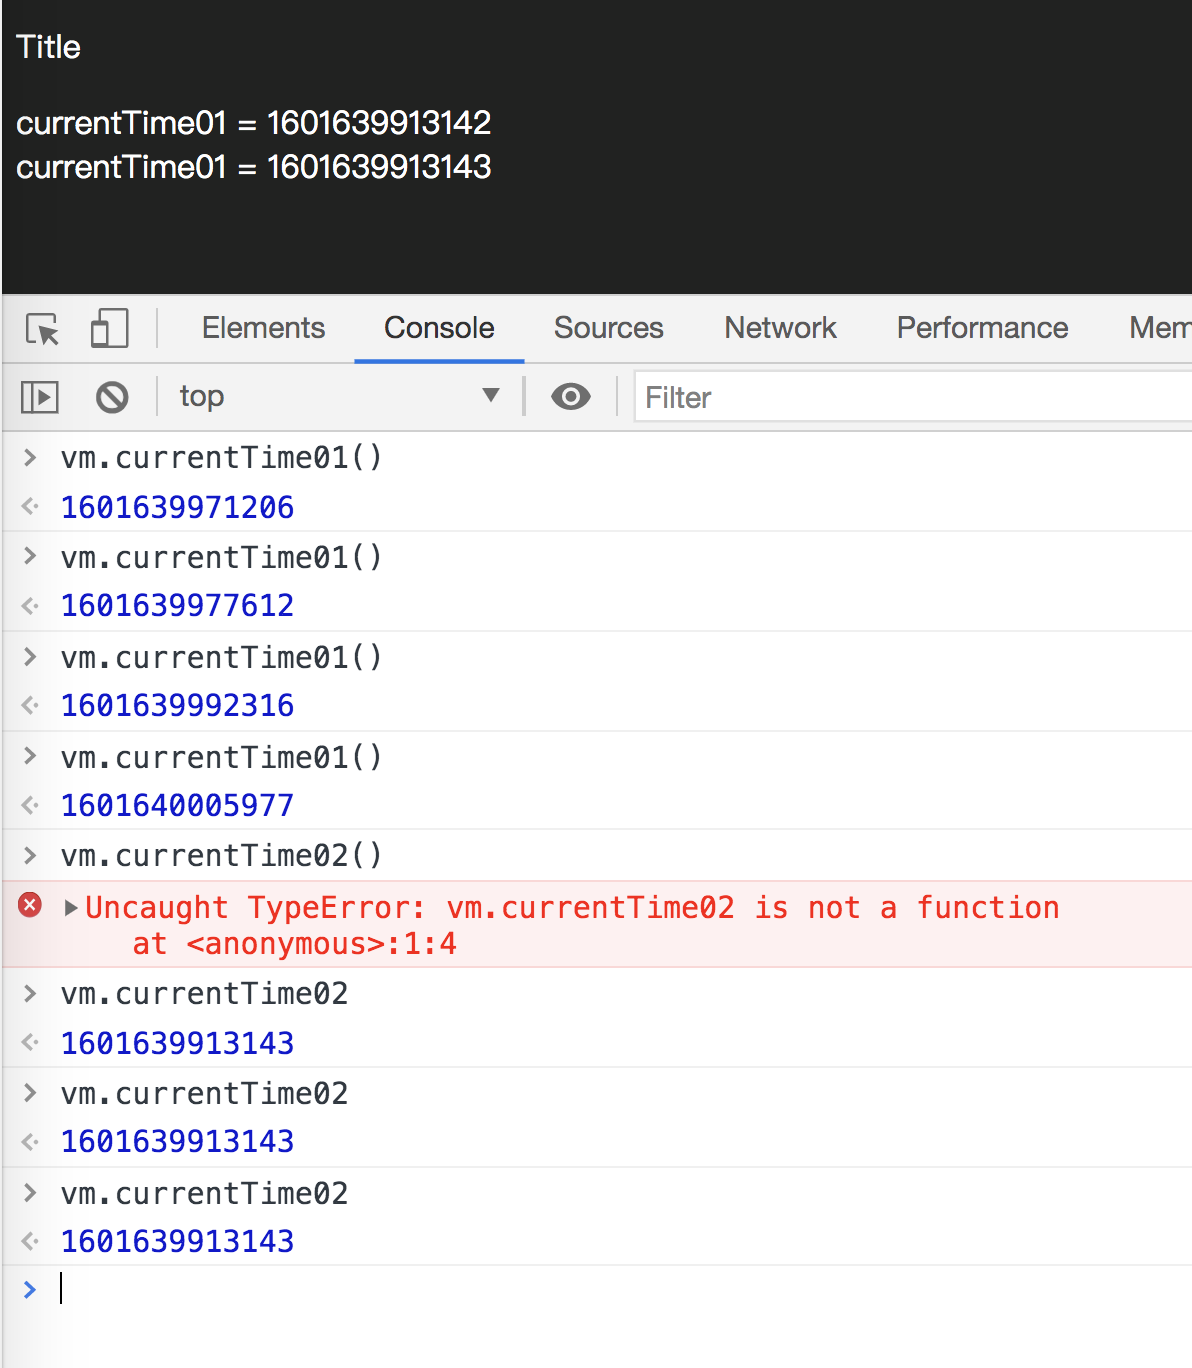 Title
currentTime01 = 1601639913142
currentTime01 = 1601639913143
Elements Console Sources Network Performance Mem
top Filter
> vm.currentTime01()
1601639971206
> vm.currentTime01()
1601639977612
> vm.currentTime01()
1601639992316
> vm.currentTime01()
1601640005977
> vm.currentTime02()
Uncaught TypeError: vm.currentTime02 is not a function
at <anonymous>:1:4
> vm.currentTime02
1601639913143
> vm.currentTime02
1601639913143
> vm.currentTime02
1601639913143
>